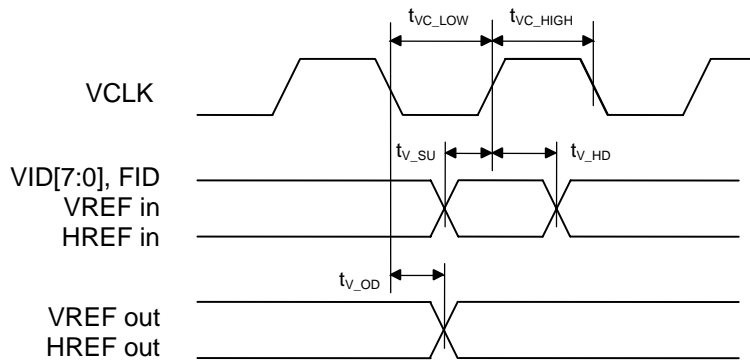 tVC_LOW tVC_HIGH
VCLK
tV_SU tV_HD
VID[7:0], FID
VREF in
HREF in
tV_OD
VREF out
HREF out